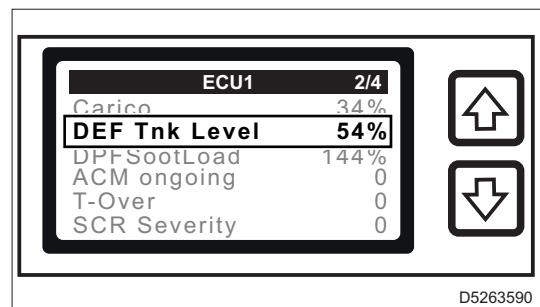 ECU1 2/4
Carico 34%
DEF Tnk Level 54%
DPFSootLoad 144%
ACM ongoing 0
T-Over 0
SCR Severity 0
D5263590